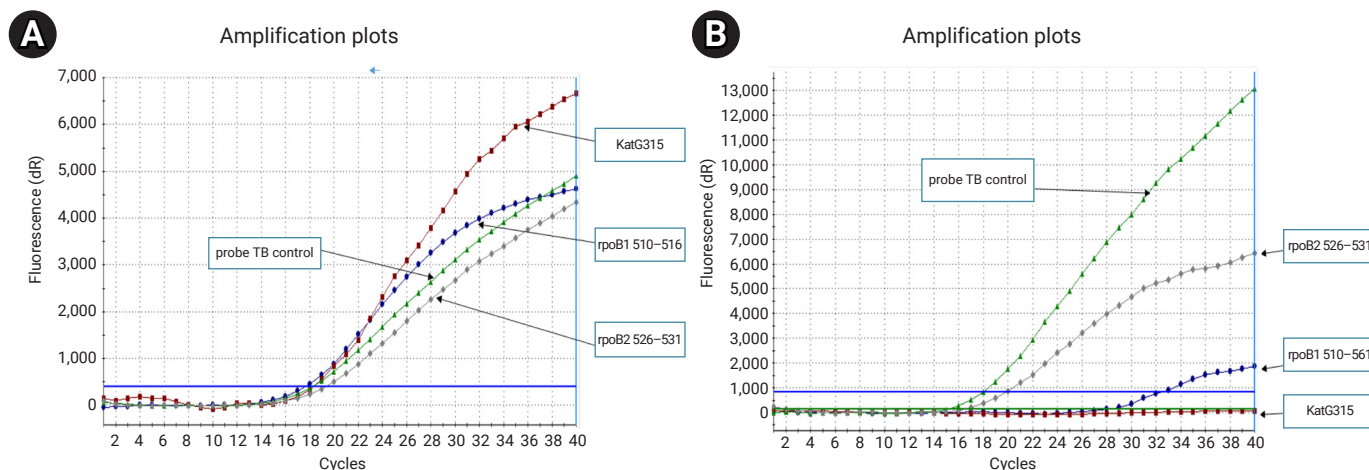 A
Amplification plots
Fluorescence (dR)
7,000
6,000
5,000
4,000
3,000
2,000
1,000
0
2 4 6 8 10 12 14 16 18 20 22 24 26 28 30 32 34 36 38 40
Cycles
KatG315
rpoB1 510–516
probe TB control
rpoB2 526–531
B
Amplification plots
Fluorescence (dR)
13,000
12,000
11,000
10,000
9,000
8,000
7,000
6,000
5,000
4,000
3,000
2,000
1,000
0
2 4 6 8 10 12 14 16 18 20 22 24 26 28 30 32 34 36 38 40
Cycles
probe TB control
rpoB2 526–531
rpoB1 510–561
KatG315